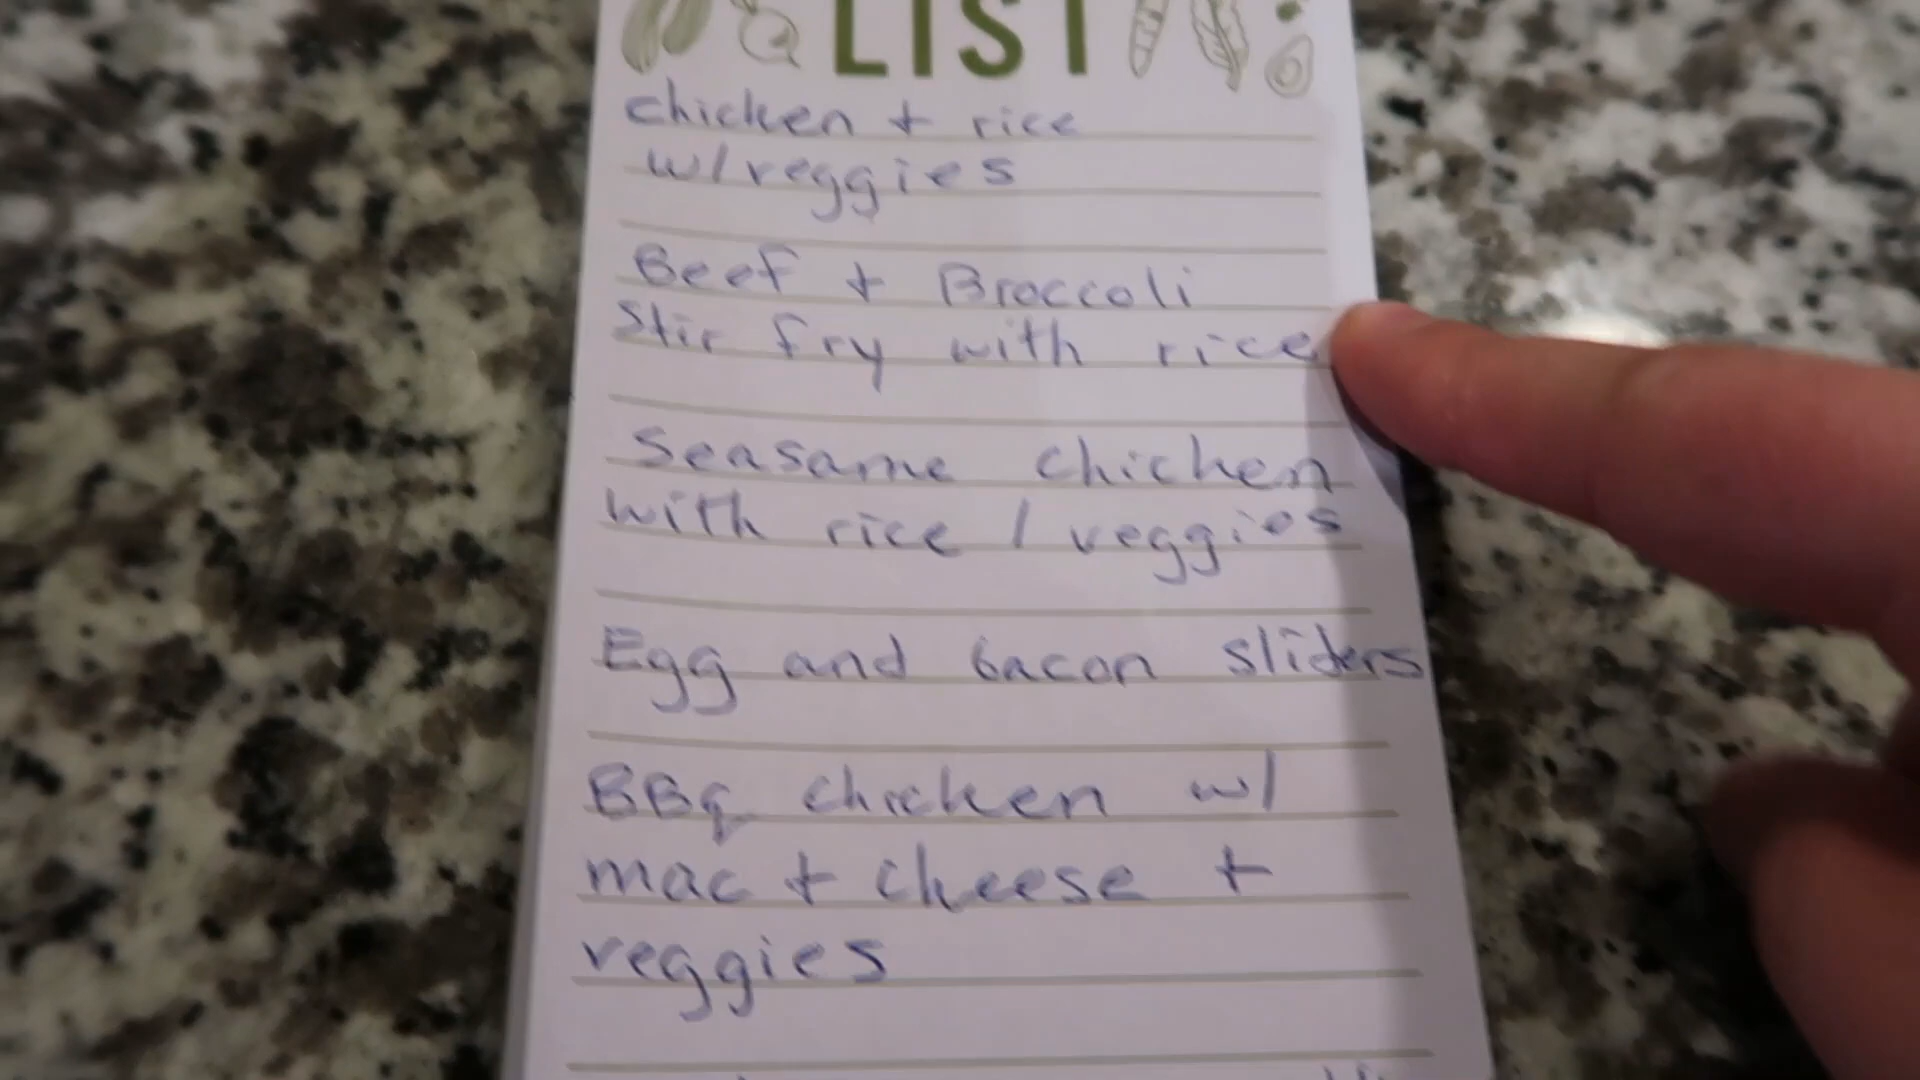 LIST
chicken + rice
w/veggies
Beef + Broccoli
Stir fry with rice
Seasame chicken
with rice / veggies
Egg and bacon sliders
BBq chicken w/
mac + cheese +
veggies